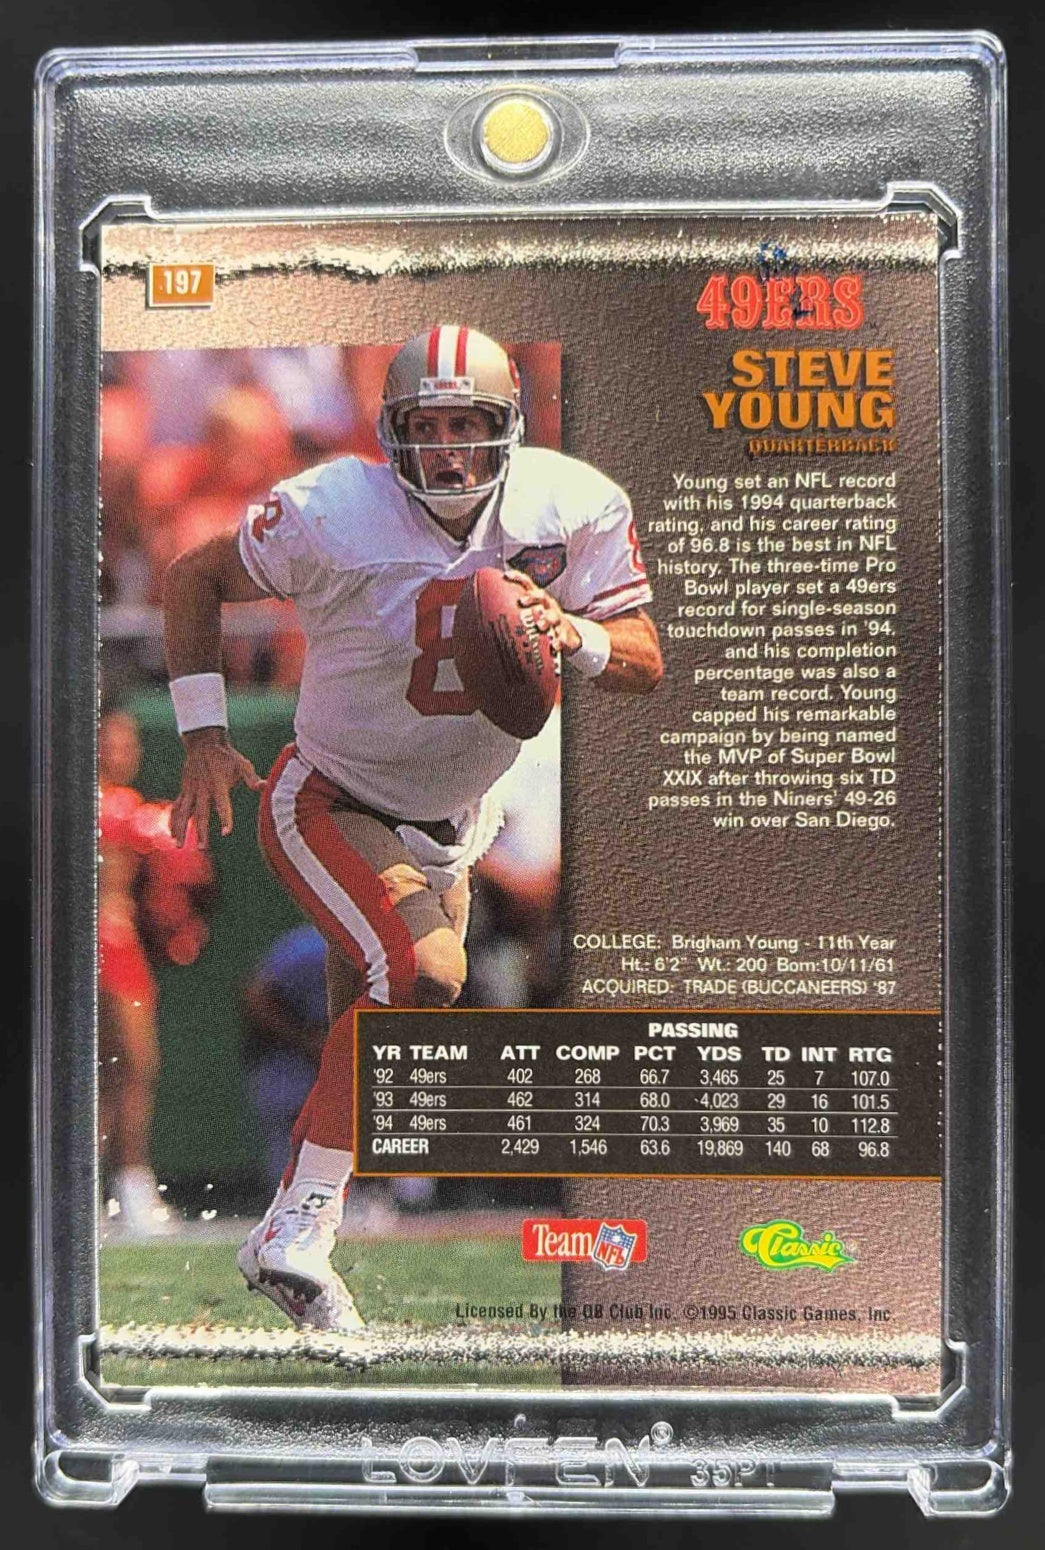 197
49ERS
STEVE
YOUNG
QUARTERBACK
Young set an NFL record
with his 1994 quarterback
rating, and his career rating
of 96.8 is the best in NFL
history. The three-time Pro
Bowl player set a 49ers
record for single-season
touchdown passes in '94,
and his completion
percentage was also a
team record. Young
capped his remarkable
campaign by being named
the MVP of Super Bowl
XXIX after throwing six TD
passes in the Niners' 49-26
win over San Diego.
8
COLLEGE: Brigham Young - 11th Year
Ht.: 6'2" Wt.: 200 Born:10/11/61
ACQUIRED: TRADE (BUCCANEERS) '87
PASSING
YR TEAM ATT COMP PCT YDS TD INT RTG
'92 49ers 402 268 66.7 3,465 25 7 107.0
'93 49ers 462 314 68.0 4,023 29 16 101.5
'94 49ers 461 324 70.3 3,969 35 10 112.8
CAREER 2,429 1,546 63.6 19,869 140 68 96.8
Team NFL Classic
Licensed By the QB Club Inc. ©1995 Classic Games, Inc.
LOVFEN® 35PT